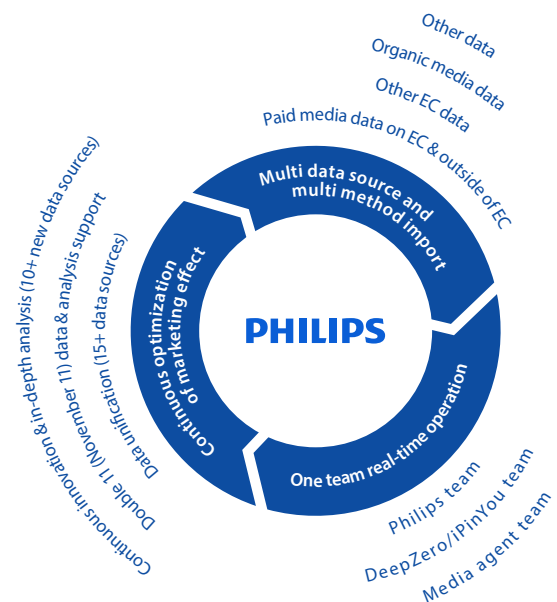 Other data
Organic media data
Other EC data
Paid media data on EC & outside of EC
Multi data source and
multi method import
Continuous innovation & in-depth analysis (10+ new data sources)
Double 11 (November 11) data & analysis support
Data unification (15+ data sources)
Continuous optimization
of marketing effect
PHILIPS
One team real-time operation
Philips team
DeepZero/iPinYou team
Media agent team